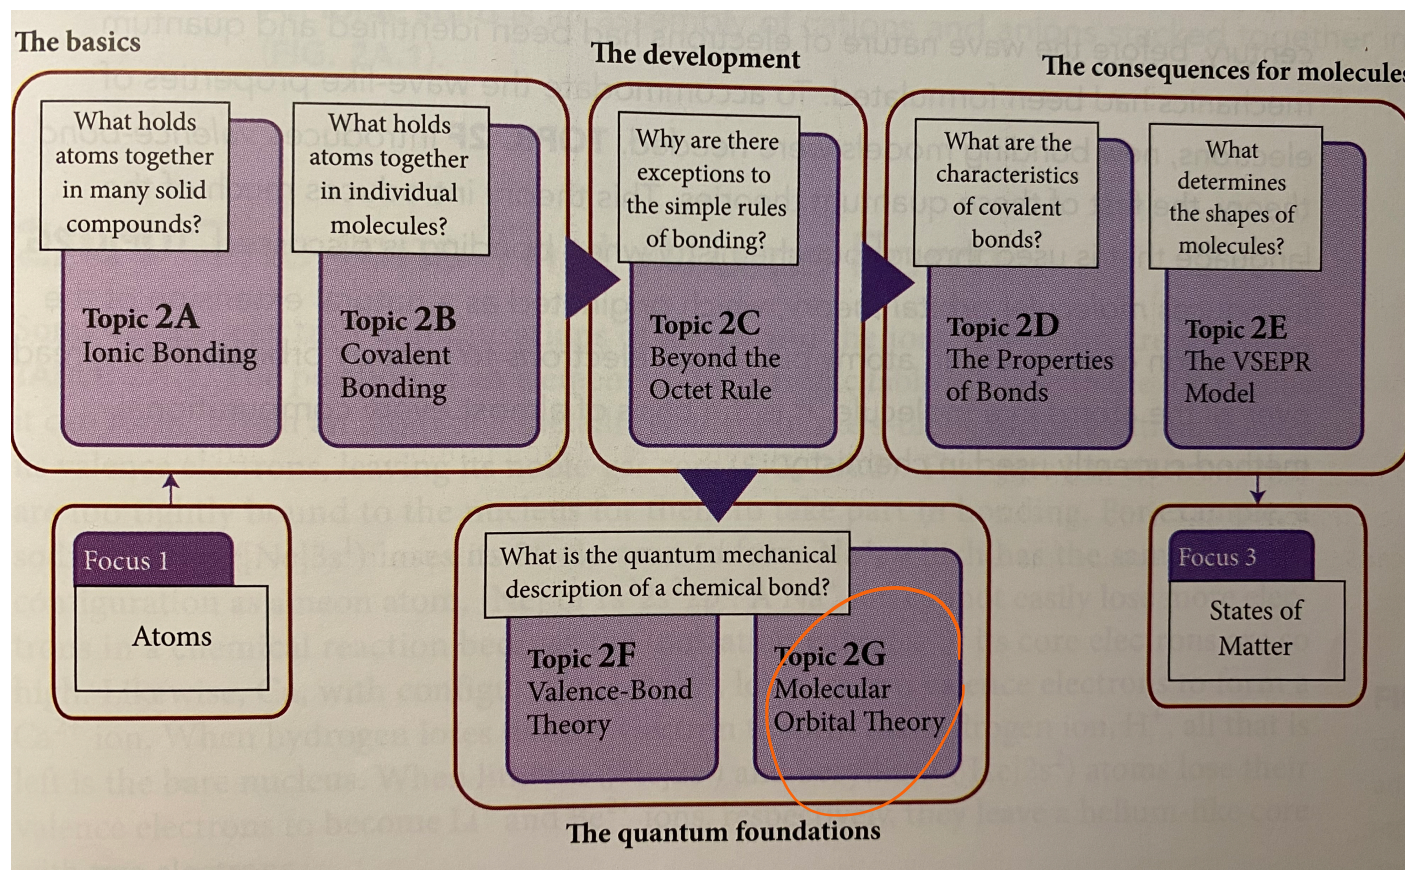 The basics
What holds
atoms together
in many solid
compounds?
Topic 2A
Ionic Bonding
What holds
atoms together
in individual
molecules?
Topic 2B
Covalent
Bonding
The development
Why are there
exceptions to
the simple rules
of bonding?
Topic 2C
Beyond the
Octet Rule
The consequences for molecules
What are the
characteristics
of covalent
bonds?
Topic 2D
The Properties
of Bonds
What
determines
the shapes of
molecules?
Topic 2E
The VSEPR
Model
Focus 1
Atoms
What is the quantum mechanical
description of a chemical bond?
Topic 2F
Valence-Bond
Theory
Topic 2G
Molecular
Orbital Theory
The quantum foundations
Focus 3
States of
Matter